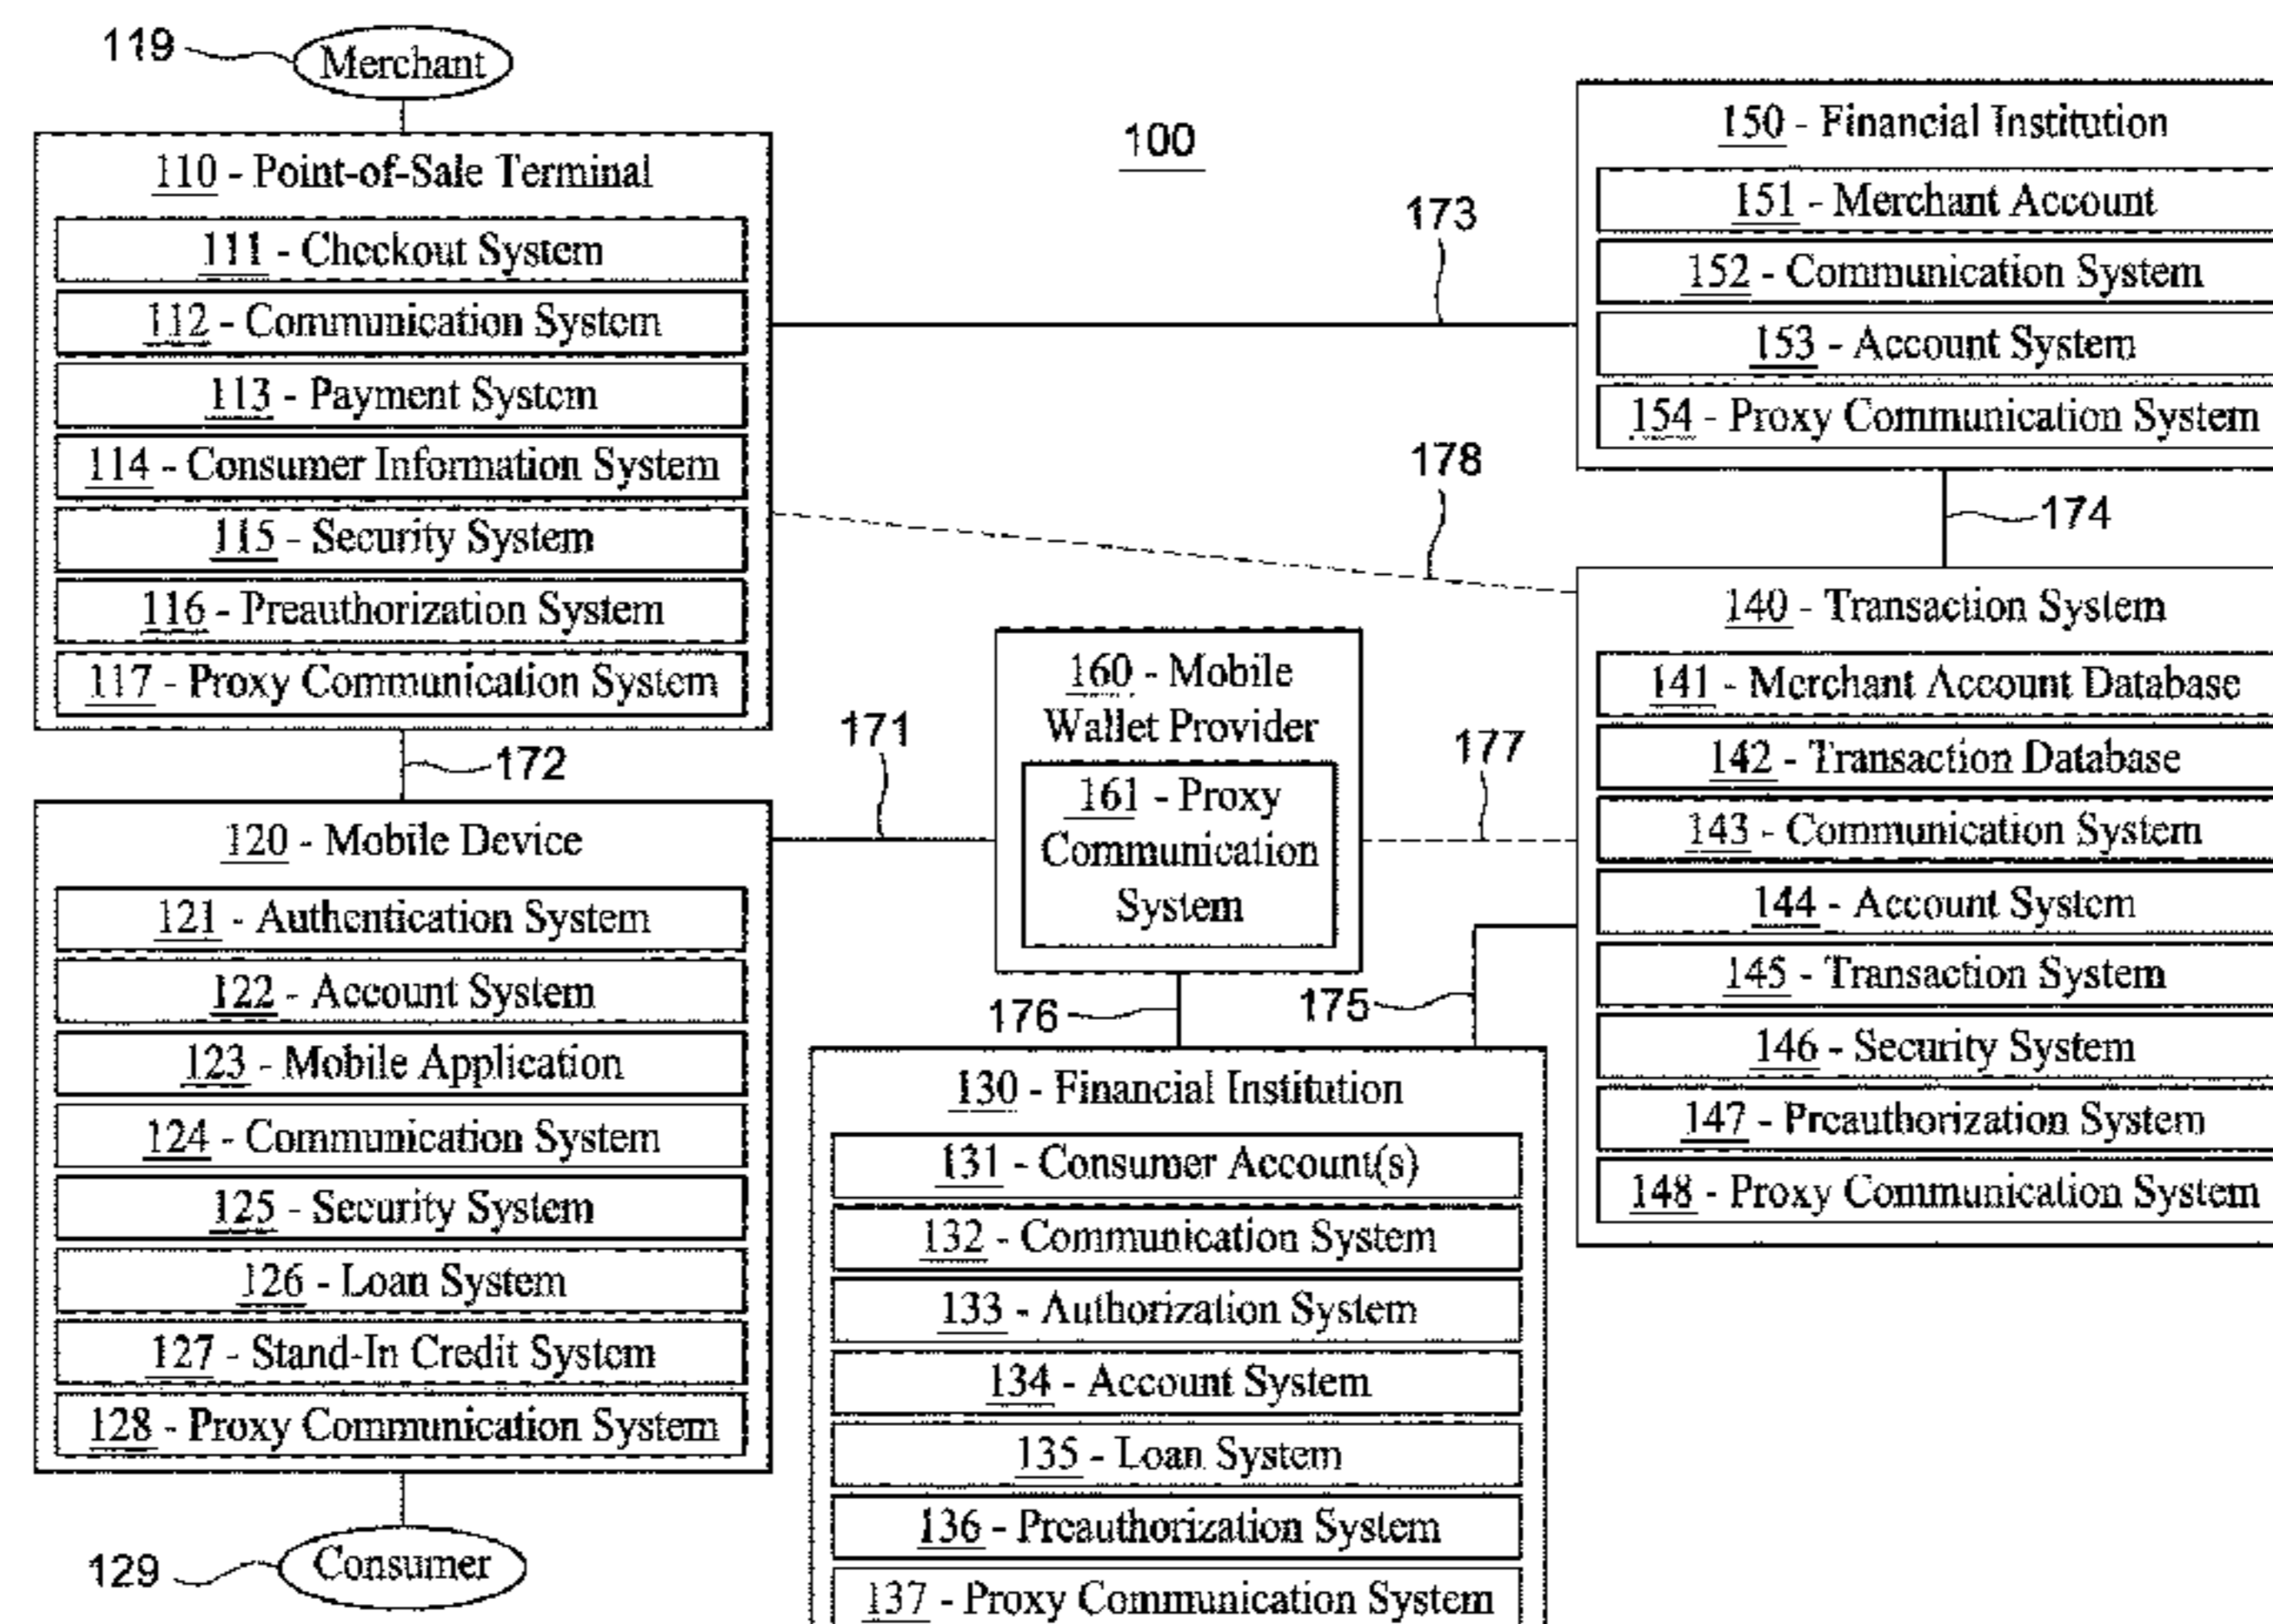 119
Merchant
110 - Point-of-Sale Terminal
111 - Checkout System
112 - Communication System
113 - Payment System
114 - Consumer Information System
115 - Security System
116 - Preauthorization System
117 - Proxy Communication System
172
120 - Mobile Device
121 - Authentication System
122 - Account System
123 - Mobile Application
124 - Communication System
125 - Security System
126 - Loan System
127 - Stand-In Credit System
128 - Proxy Communication System
129
Consumer
100
173
178
171
160 - Mobile
Wallet Provider
161 - Proxy
Communication
System
177
176
175
130 - Financial Institution
131 - Consumer Account(s)
132 - Communication System
133 - Authorization System
134 - Account System
135 - Loan System
136 - Preauthorization System
137 - Proxy Communication System
150 - Financial Institution
151 - Merchant Account
152 - Communication System
153 - Account System
154 - Proxy Communication System
174
140 - Transaction System
141 - Merchant Account Database
142 - Transaction Database
143 - Communication System
144 - Account System
145 - Transaction System
146 - Security System
147 - Preauthorization System
148 - Proxy Communication System